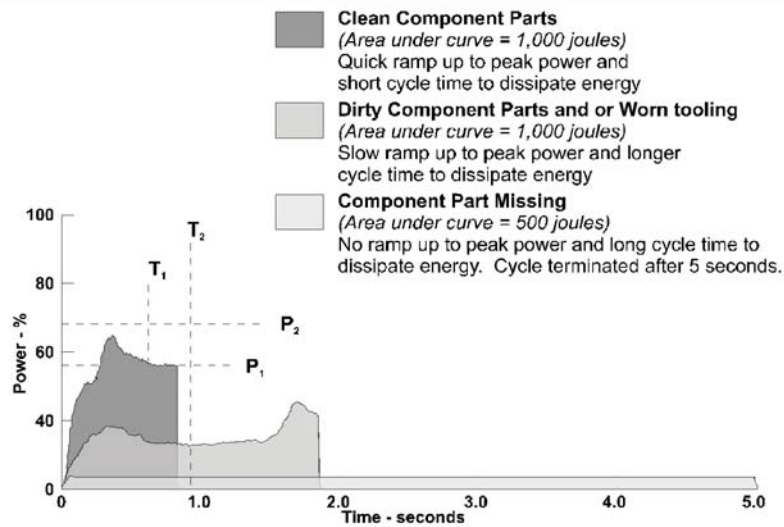 Clean Component Parts
(Area under curve = 1,000 joules)
Quick ramp up to peak power and
short cycle time to dissipate energy
Dirty Component Parts and or Worn tooling
(Area under curve = 1,000 joules)
Slow ramp up to peak power and longer
cycle time to dissipate energy
Component Part Missing
(Area under curve = 500 joules)
No ramp up to peak power and long cycle time to
dissipate energy. Cycle terminated after 5 seconds.
100
80
60
40
0
Power - %
T₂
T₁
P₂
P₁
0
1.0
2.0
3.0
4.0
5.0
Time - seconds